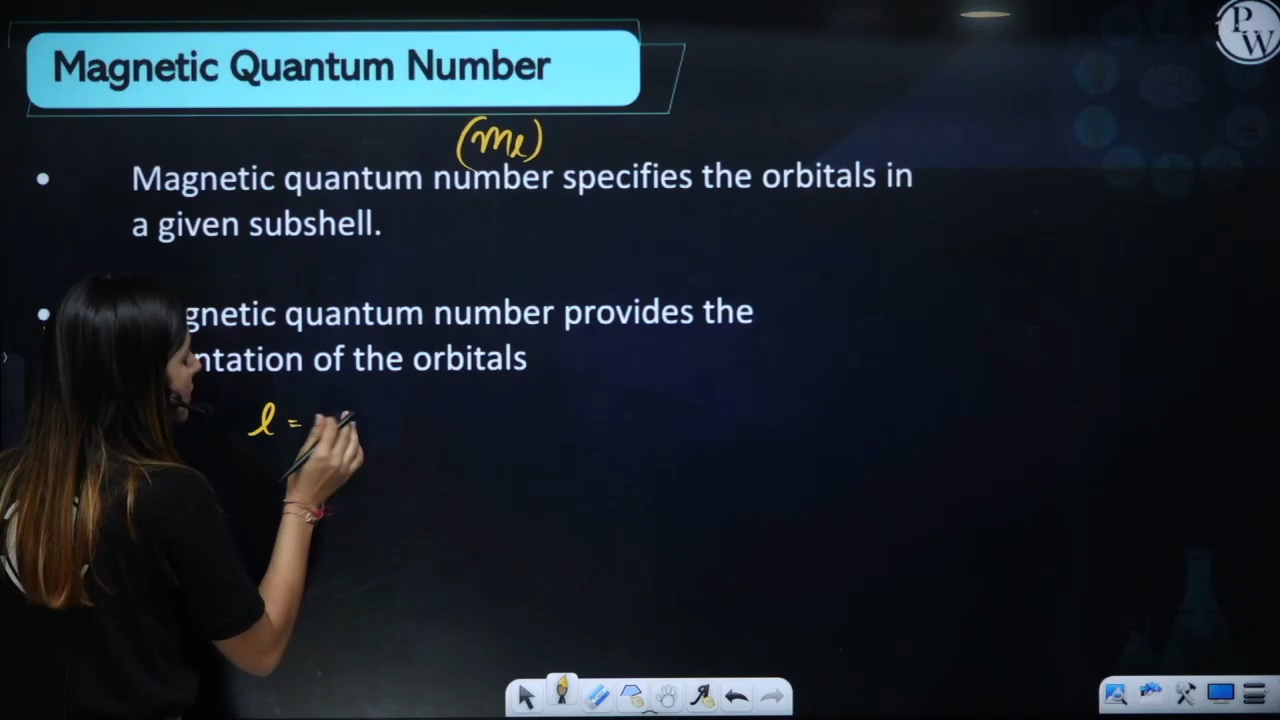 PW
Magnetic Quantum Number
(ml)
• Magnetic quantum number specifies the orbitals in
a given subshell.
• gnetic quantum number provides the
ntation of the orbitals
l =